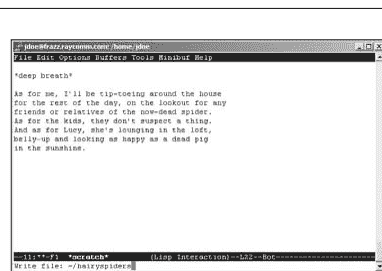 jdoe@frazz.raycomm.com: /home/jdoe
File Edit Options Buffers Tools Minibuf Help
*deep breath*
As for me, I'll be tip-toeing around the house
for the rest of the day, on the lookout for any
friends or relatives of the now-dead spider.
As for the kids, they don't suspect a thing.
And as for Lucy, she's lounging in the loft,
belly-up and looking as happy as a dead pig
in the sunshine.
--11:**-F1 *scratch* (Lisp Interaction)--L22--Bot----------------------
Write file: ~/hairyspiders